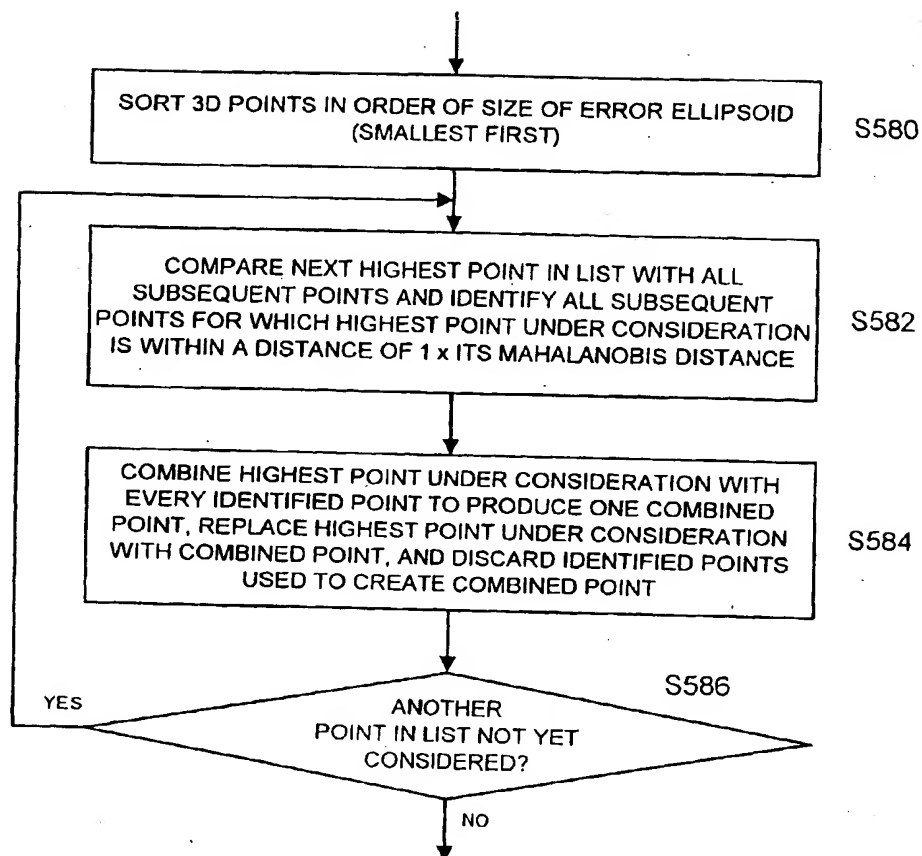 SORT 3D POINTS IN ORDER OF SIZE OF ERROR ELLIPSOID
(SMALLEST FIRST)
S580
COMPARE NEXT HIGHEST POINT IN LIST WITH ALL
SUBSEQUENT POINTS AND IDENTIFY ALL SUBSEQUENT
POINTS FOR WHICH HIGHEST POINT UNDER CONSIDERATION
IS WITHIN A DISTANCE OF 1 x ITS MAHALANOBIS DISTANCE
S582
COMBINE HIGHEST POINT UNDER CONSIDERATION WITH
EVERY IDENTIFIED POINT TO PRODUCE ONE COMBINED
POINT, REPLACE HIGHEST POINT UNDER CONSIDERATION
WITH COMBINED POINT, AND DISCARD IDENTIFIED POINTS
USED TO CREATE COMBINED POINT
S584
S586
YES
ANOTHER
POINT IN LIST NOT YET
CONSIDERED?
NO